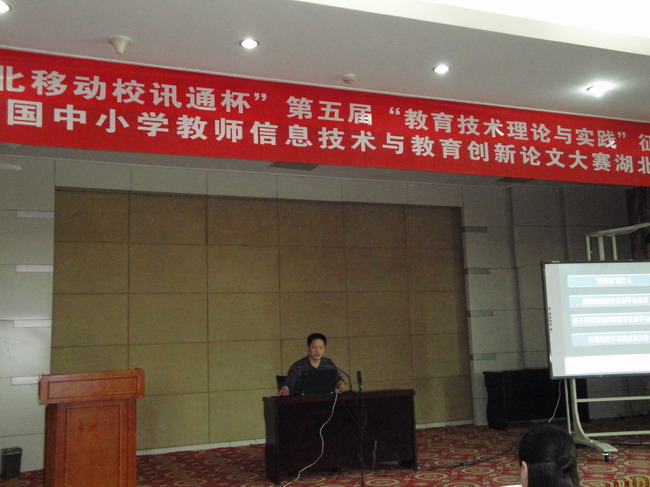 北移动校讯通杯”第五届“教育技术理论与实践”征
国中小学教师信息技术与教育创新论文大赛湖北